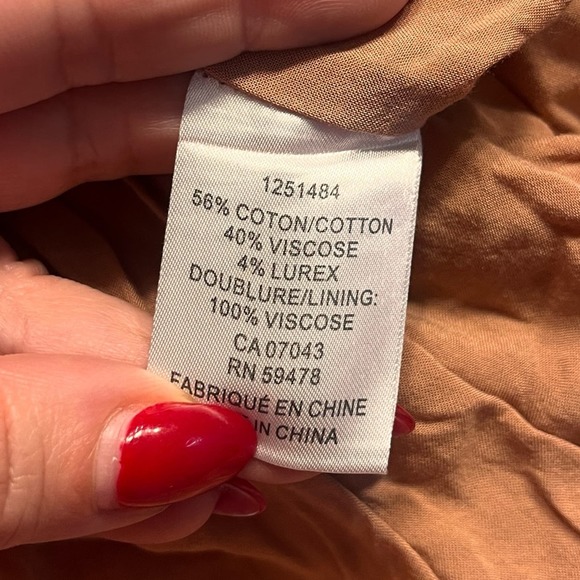 1251484
56% COTON/COTTON
40% VISCOSE
4% LUREX
DOUBLURE/LINING:
100% VISCOSE
CA 07043
RN 59478
FABRIQUÉ EN CHINE
IN CHINA